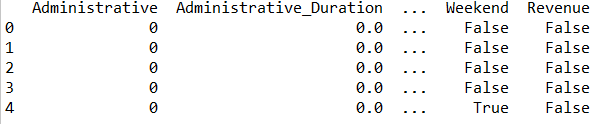 Administrative Administrative_Duration ... Weekend Revenue
0 0 0.0 ... False False
1 0 0.0 ... False False
2 0 0.0 ... False False
3 0 0.0 ... False False
4 0 0.0 ... True False